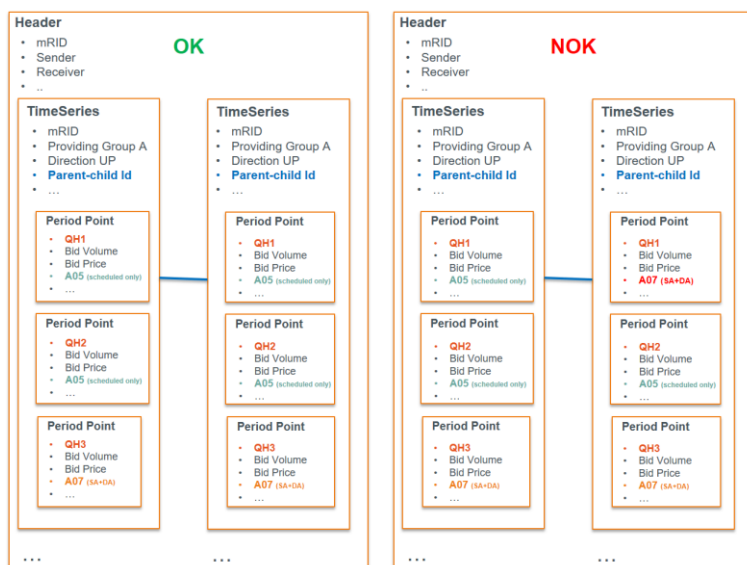 Header
• mRID
• Sender
• Receiver
• ..
OK
TimeSeries
• mRID
• Providing Group A
• Direction UP
• Parent-child Id
• …
Period Point
• QH1
• Bid Volume
• Bid Price
• A05 (scheduled only)
• …
Period Point
• QH2
• Bid Volume
• Bid Price
• A05 (scheduled only)
• …
Period Point
• QH3
• Bid Volume
• Bid Price
• A07 (SA+DA)
• …
…
TimeSeries
• mRID
• Providing Group A
• Direction UP
• Parent-child Id
• …
Period Point
• QH1
• Bid Volume
• Bid Price
• A05 (scheduled only)
• …
Period Point
• QH2
• Bid Volume
• Bid Price
• A05 (scheduled only)
• …
Period Point
• QH3
• Bid Volume
• Bid Price
• A07 (SA+DA)
• …
…
Header
• mRID
• Sender
• Receiver
• ..
NOK
TimeSeries
• mRID
• Providing Group A
• Direction UP
• Parent-child Id
• …
Period Point
• QH1
• Bid Volume
• Bid Price
• A05 (scheduled only)
• …
Period Point
• QH2
• Bid Volume
• Bid Price
• A05 (scheduled only)
• …
Period Point
• QH3
• Bid Volume
• Bid Price
• A07 (SA+DA)
• …
…
TimeSeries
• mRID
• Providing Group A
• Direction UP
• Parent-child Id
• …
Period Point
• QH1
• Bid Volume
• Bid Price
• A07 (SA+DA)
• …
Period Point
• QH2
• Bid Volume
• Bid Price
• A05 (scheduled only)
• …
Period Point
• QH3
• Bid Volume
• Bid Price
• A07 (SA+DA)
• …
…